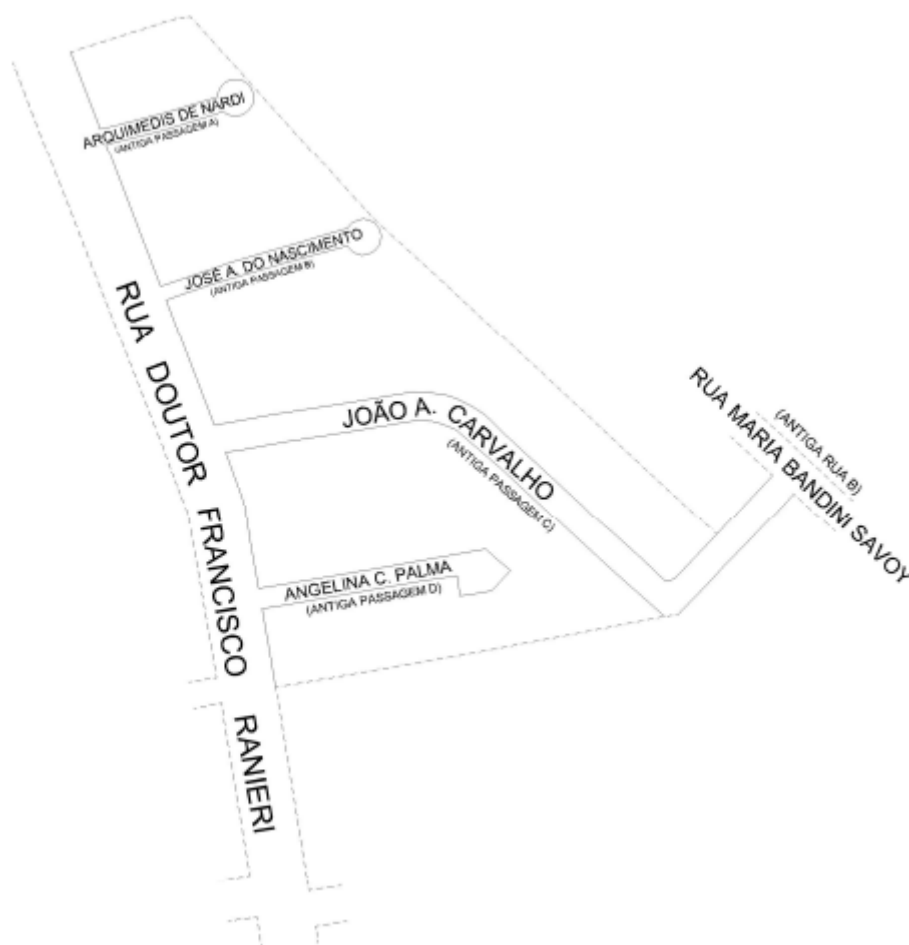 ARQUIMEDIS DE NARDI
(ANTIGA PASSAGEM A)
JOSÉ A. DO NASCIMENTO
(ANTIGA PASSAGEM B)
RUA DOUTOR FRANCISCO RANIERI
JOÃO A. CARVALHO
(ANTIGA PASSAGEM C)
RUA MARIA BANDINI SAVOY
(ANTIGA RUA B)
ANGELINA C. PALMA
(ANTIGA PASSAGEM D)